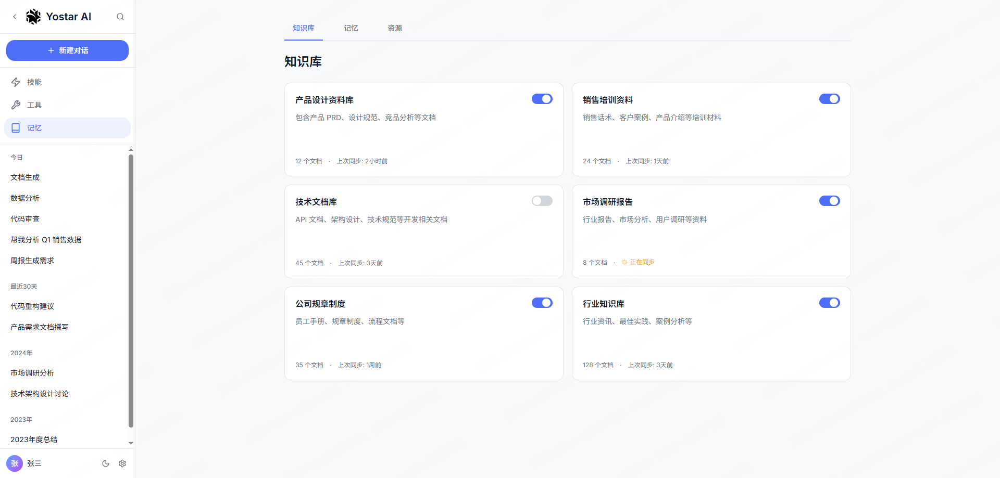 Yostar AI
新建对话
技能
工具
记忆
今日
文档生成
数据分析
代码审查
帮我分析 Q1 销售数据
周报生成需求
最近30天
代码重构建议
产品需求文档撰写
2024年
市场调研分析
技术架构设计讨论
2023年
2023年度总结
张 张三
知识库 记忆 资源
知识库
产品设计资料库
包含产品 PRD、设计规范、竞品分析等文档
12 个文档 · 上次同步: 2小时前
销售培训资料
销售话术、客户案例、产品介绍等培训材料
24 个文档 · 上次同步: 1天前
技术文档库
API 文档、架构设计、技术规范等开发相关文档
45 个文档 · 上次同步: 3天前
市场调研报告
行业报告、市场分析、用户调研等资料
8 个文档 · 正在同步
公司规章制度
员工手册、规章制度、流程文档等
35 个文档 · 上次同步: 1周前
行业知识库
行业资讯、最佳实践、案例分析等
128 个文档 · 上次同步: 3天前